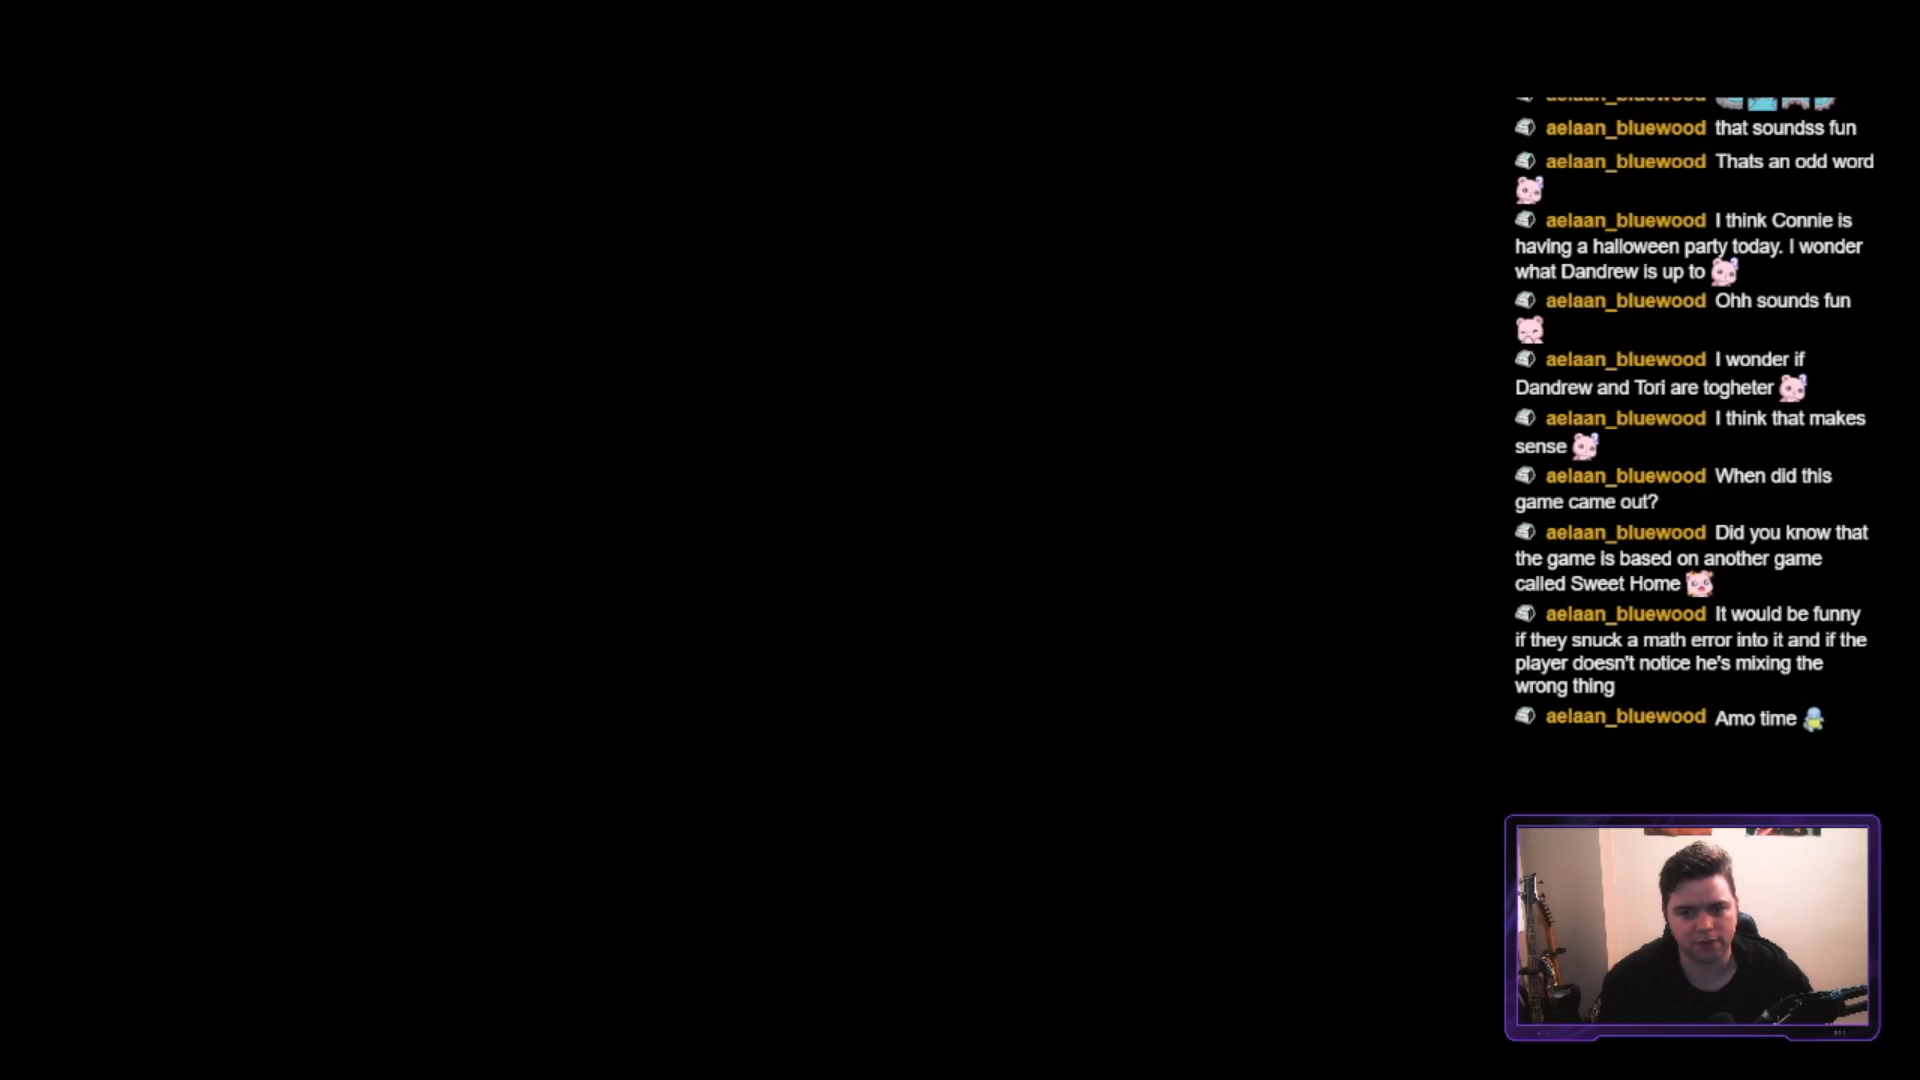 aelaan_bluewood
aelaan_bluewood that soundss fun
aelaan_bluewood Thats an odd word
aelaan_bluewood I think Connie is
having a halloween party today. I wonder
what Dandrew is up to
aelaan_bluewood Ohh sounds fun
aelaan_bluewood I wonder if
Dandrew and Tori are togheter
aelaan_bluewood I think that makes
sense
aelaan_bluewood When did this
game came out?
aelaan_bluewood Did you know that
the game is based on another game
called Sweet Home
aelaan_bluewood It would be funny
if they snuck a math error into it and if the
player doesn't notice he's mixing the
wrong thing
aelaan_bluewood Amo time